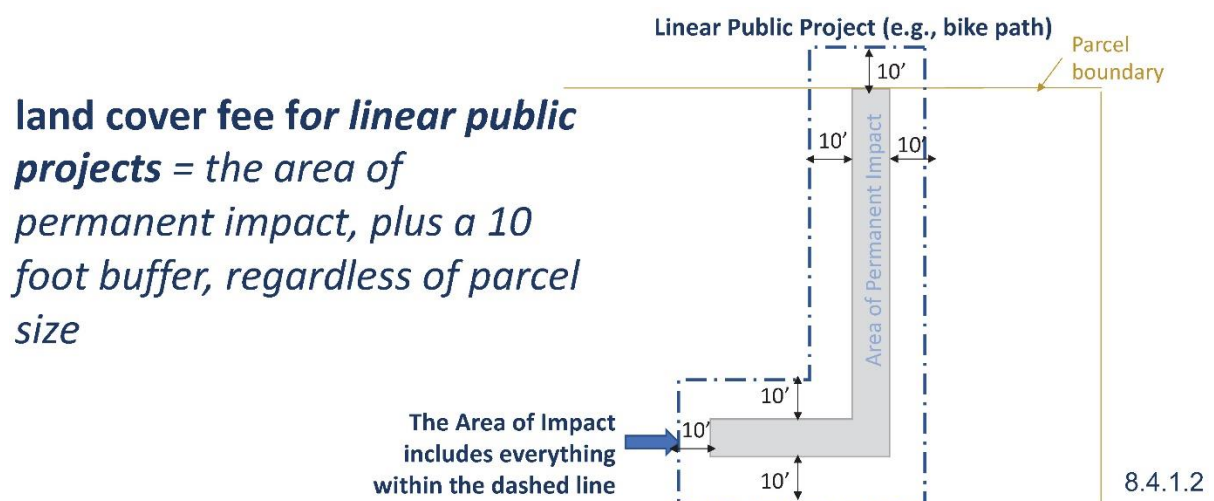 Linear Public Project (e.g., bike path)
Parcel
boundary
land cover fee for linear public
projects = the area of
permanent impact, plus a 10
foot buffer, regardless of parcel
size
10’
10’
10’
Area of Permanent Impact
10’
10’
10’
The Area of Impact
includes everything
within the dashed line
8.4.1.2